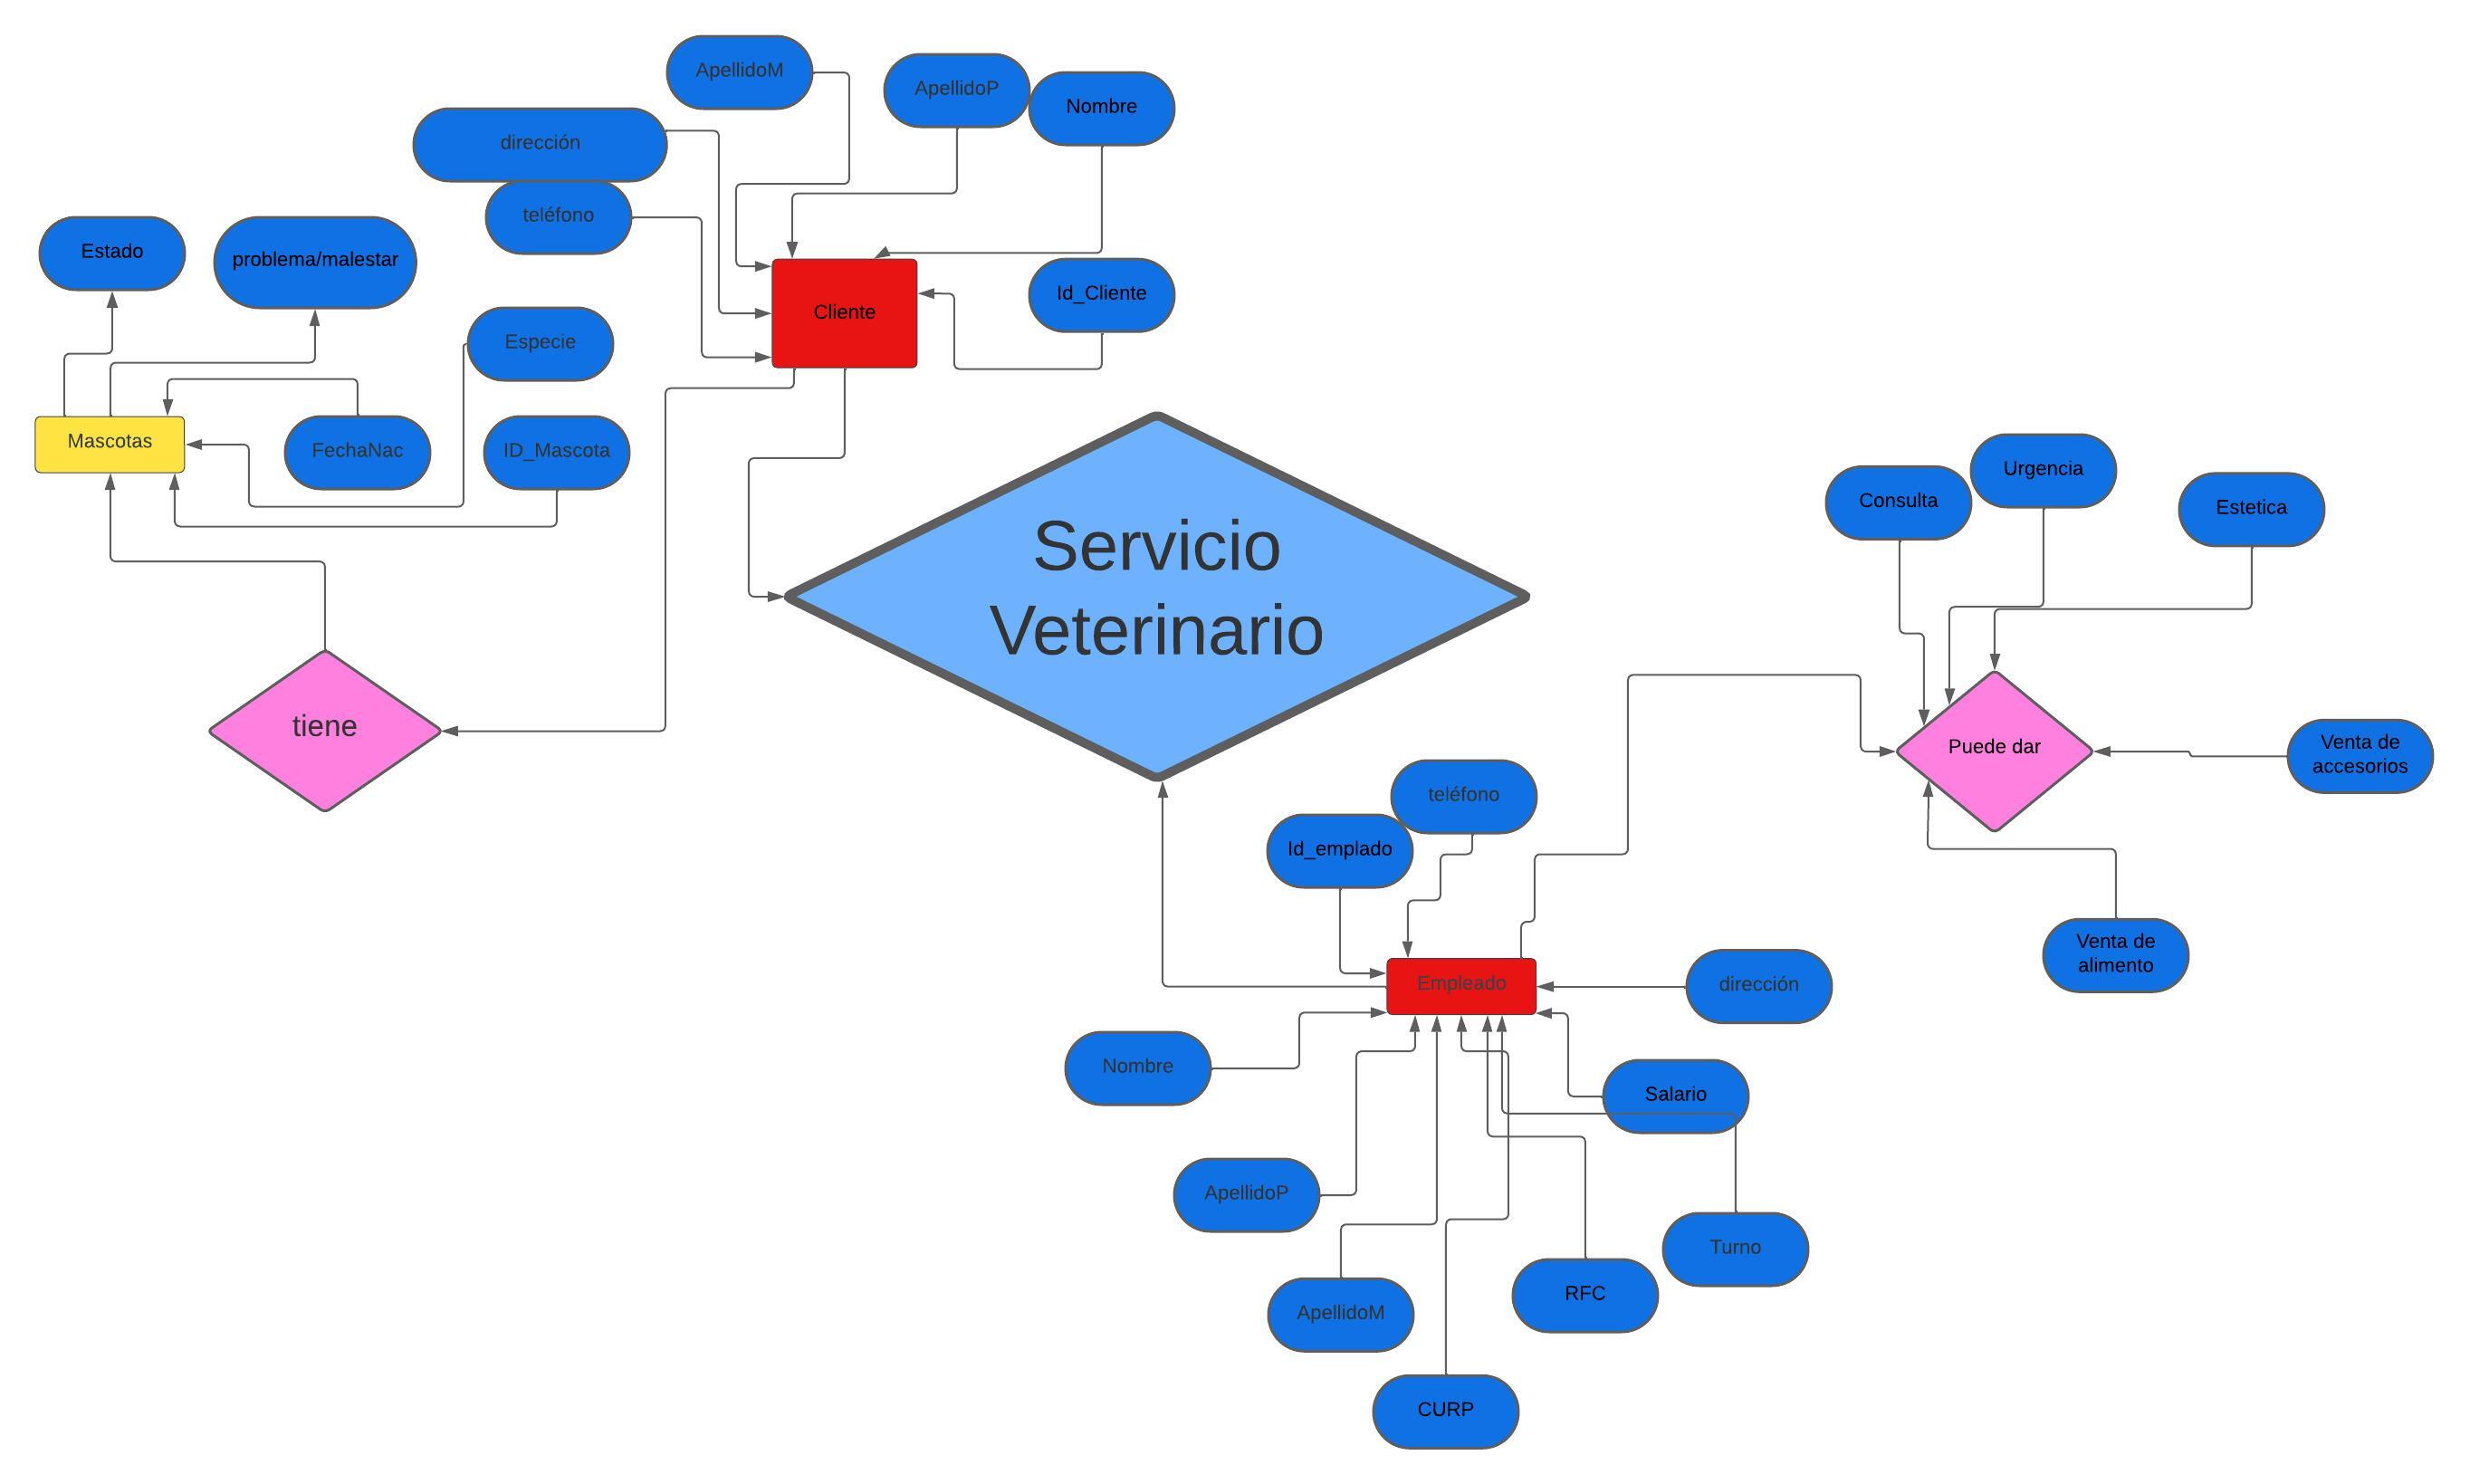 ApellidoM
ApellidoP
Nombre
dirección
teléfono
Estado
problema/malestar
Id_Cliente
Cliente
Especie
Mascotas
FechaNac
ID_Mascota
Servicio
Veterinario
Urgencia
Consulta
Estetica
tiene
Puede dar
Venta de
accesorios
teléfono
Id_emplado
Venta de
alimento
Empleado
dirección
Nombre
Salario
ApellidoP
Turno
RFC
ApellidoM
CURP